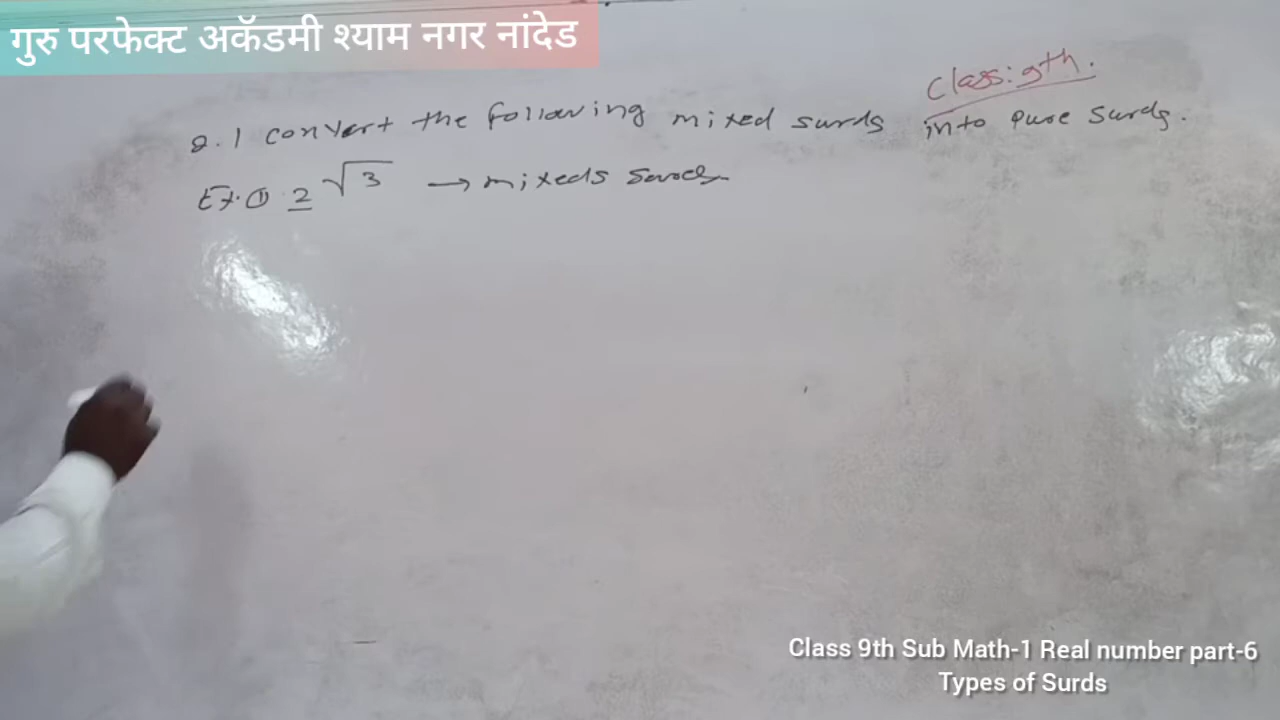 गुरु परफेक्ट अकॅडमी श्याम नगर नांदेड
Class: 9th.
Q.1 convert the following mixed surds into pure surds.
Ex. ① 2√3 → mixeds surds
Class 9th Sub Math-1 Real number part-6
Types of Surds